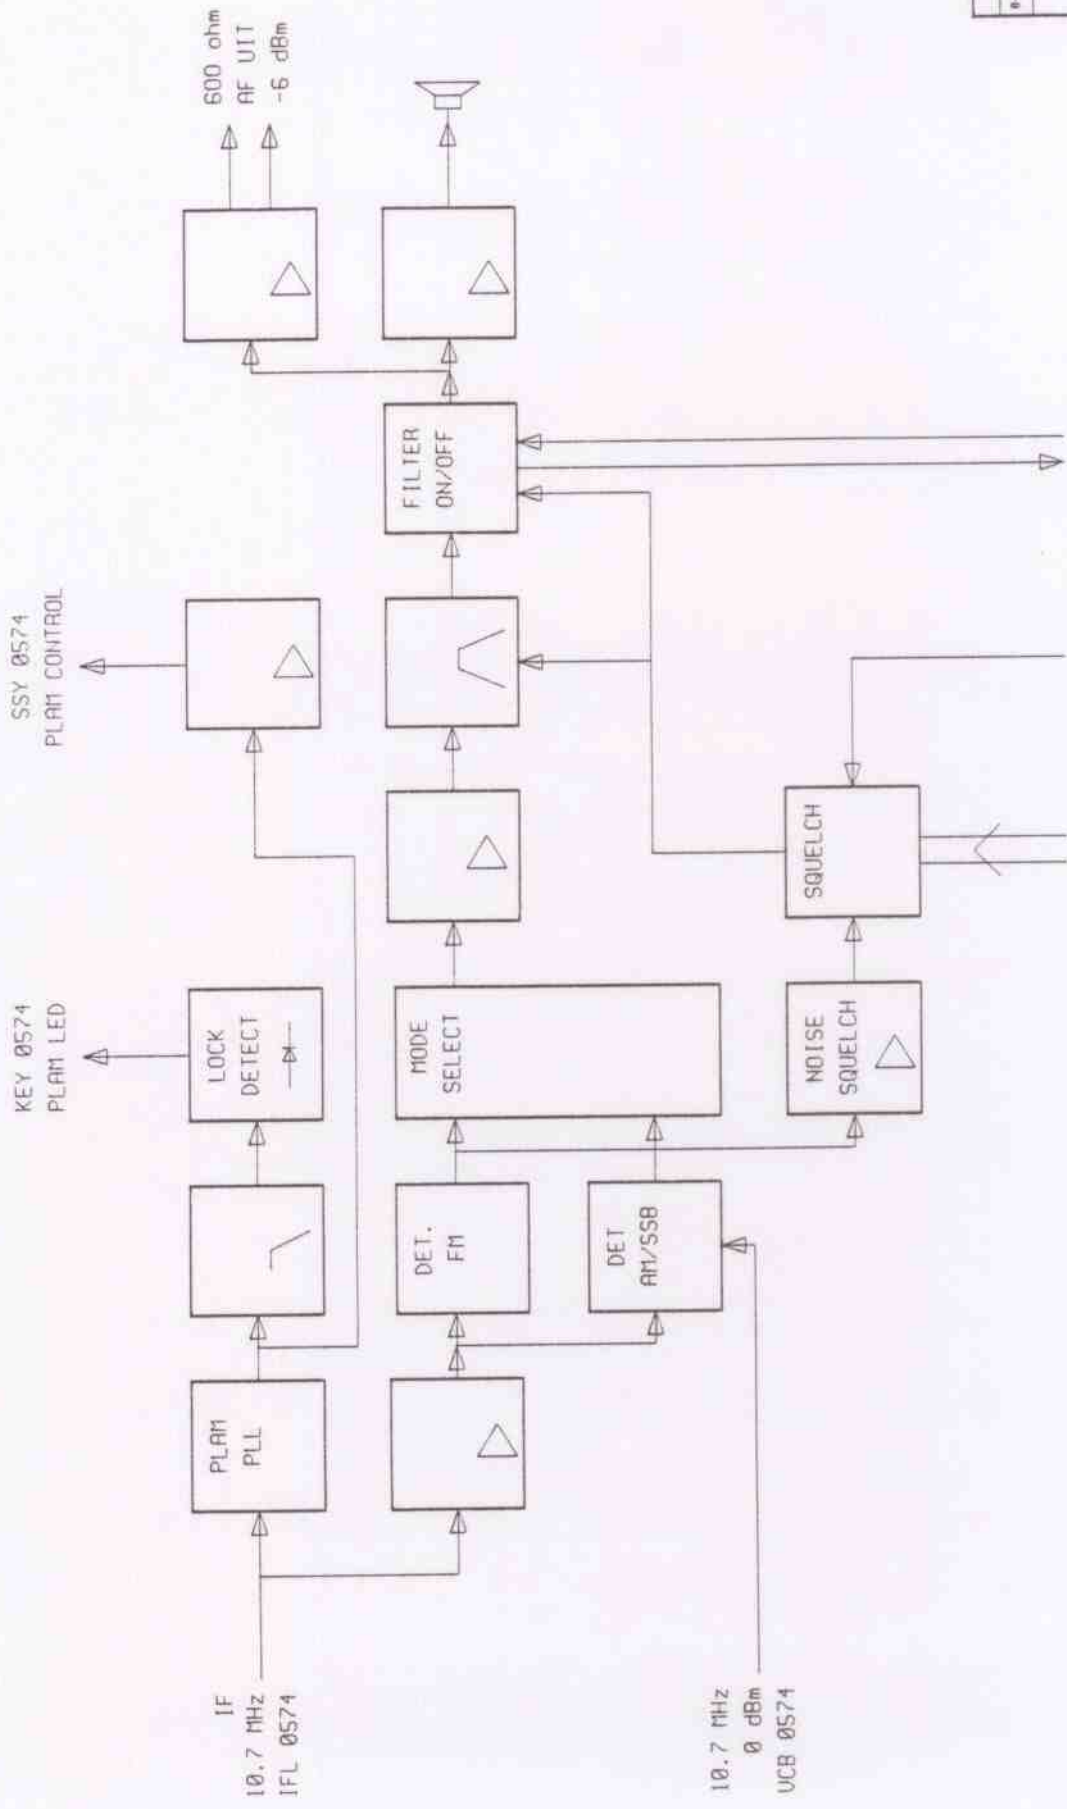 SSY 0574
PLAM CONTROL
KEY 0574
PLAM LED
600 ohm
AF UIT
-6 dBm
LOCK
DETECT
PLAM
PLL
IF
10.7 MHz
IFL 0574
FILTER
ON/OFF
MODE
SELECT
DET.
FM
DET
AM/SSB
SQUELCH
NOISE
SQUELCH
10.7 MHz
0 dBm
UCB 0574